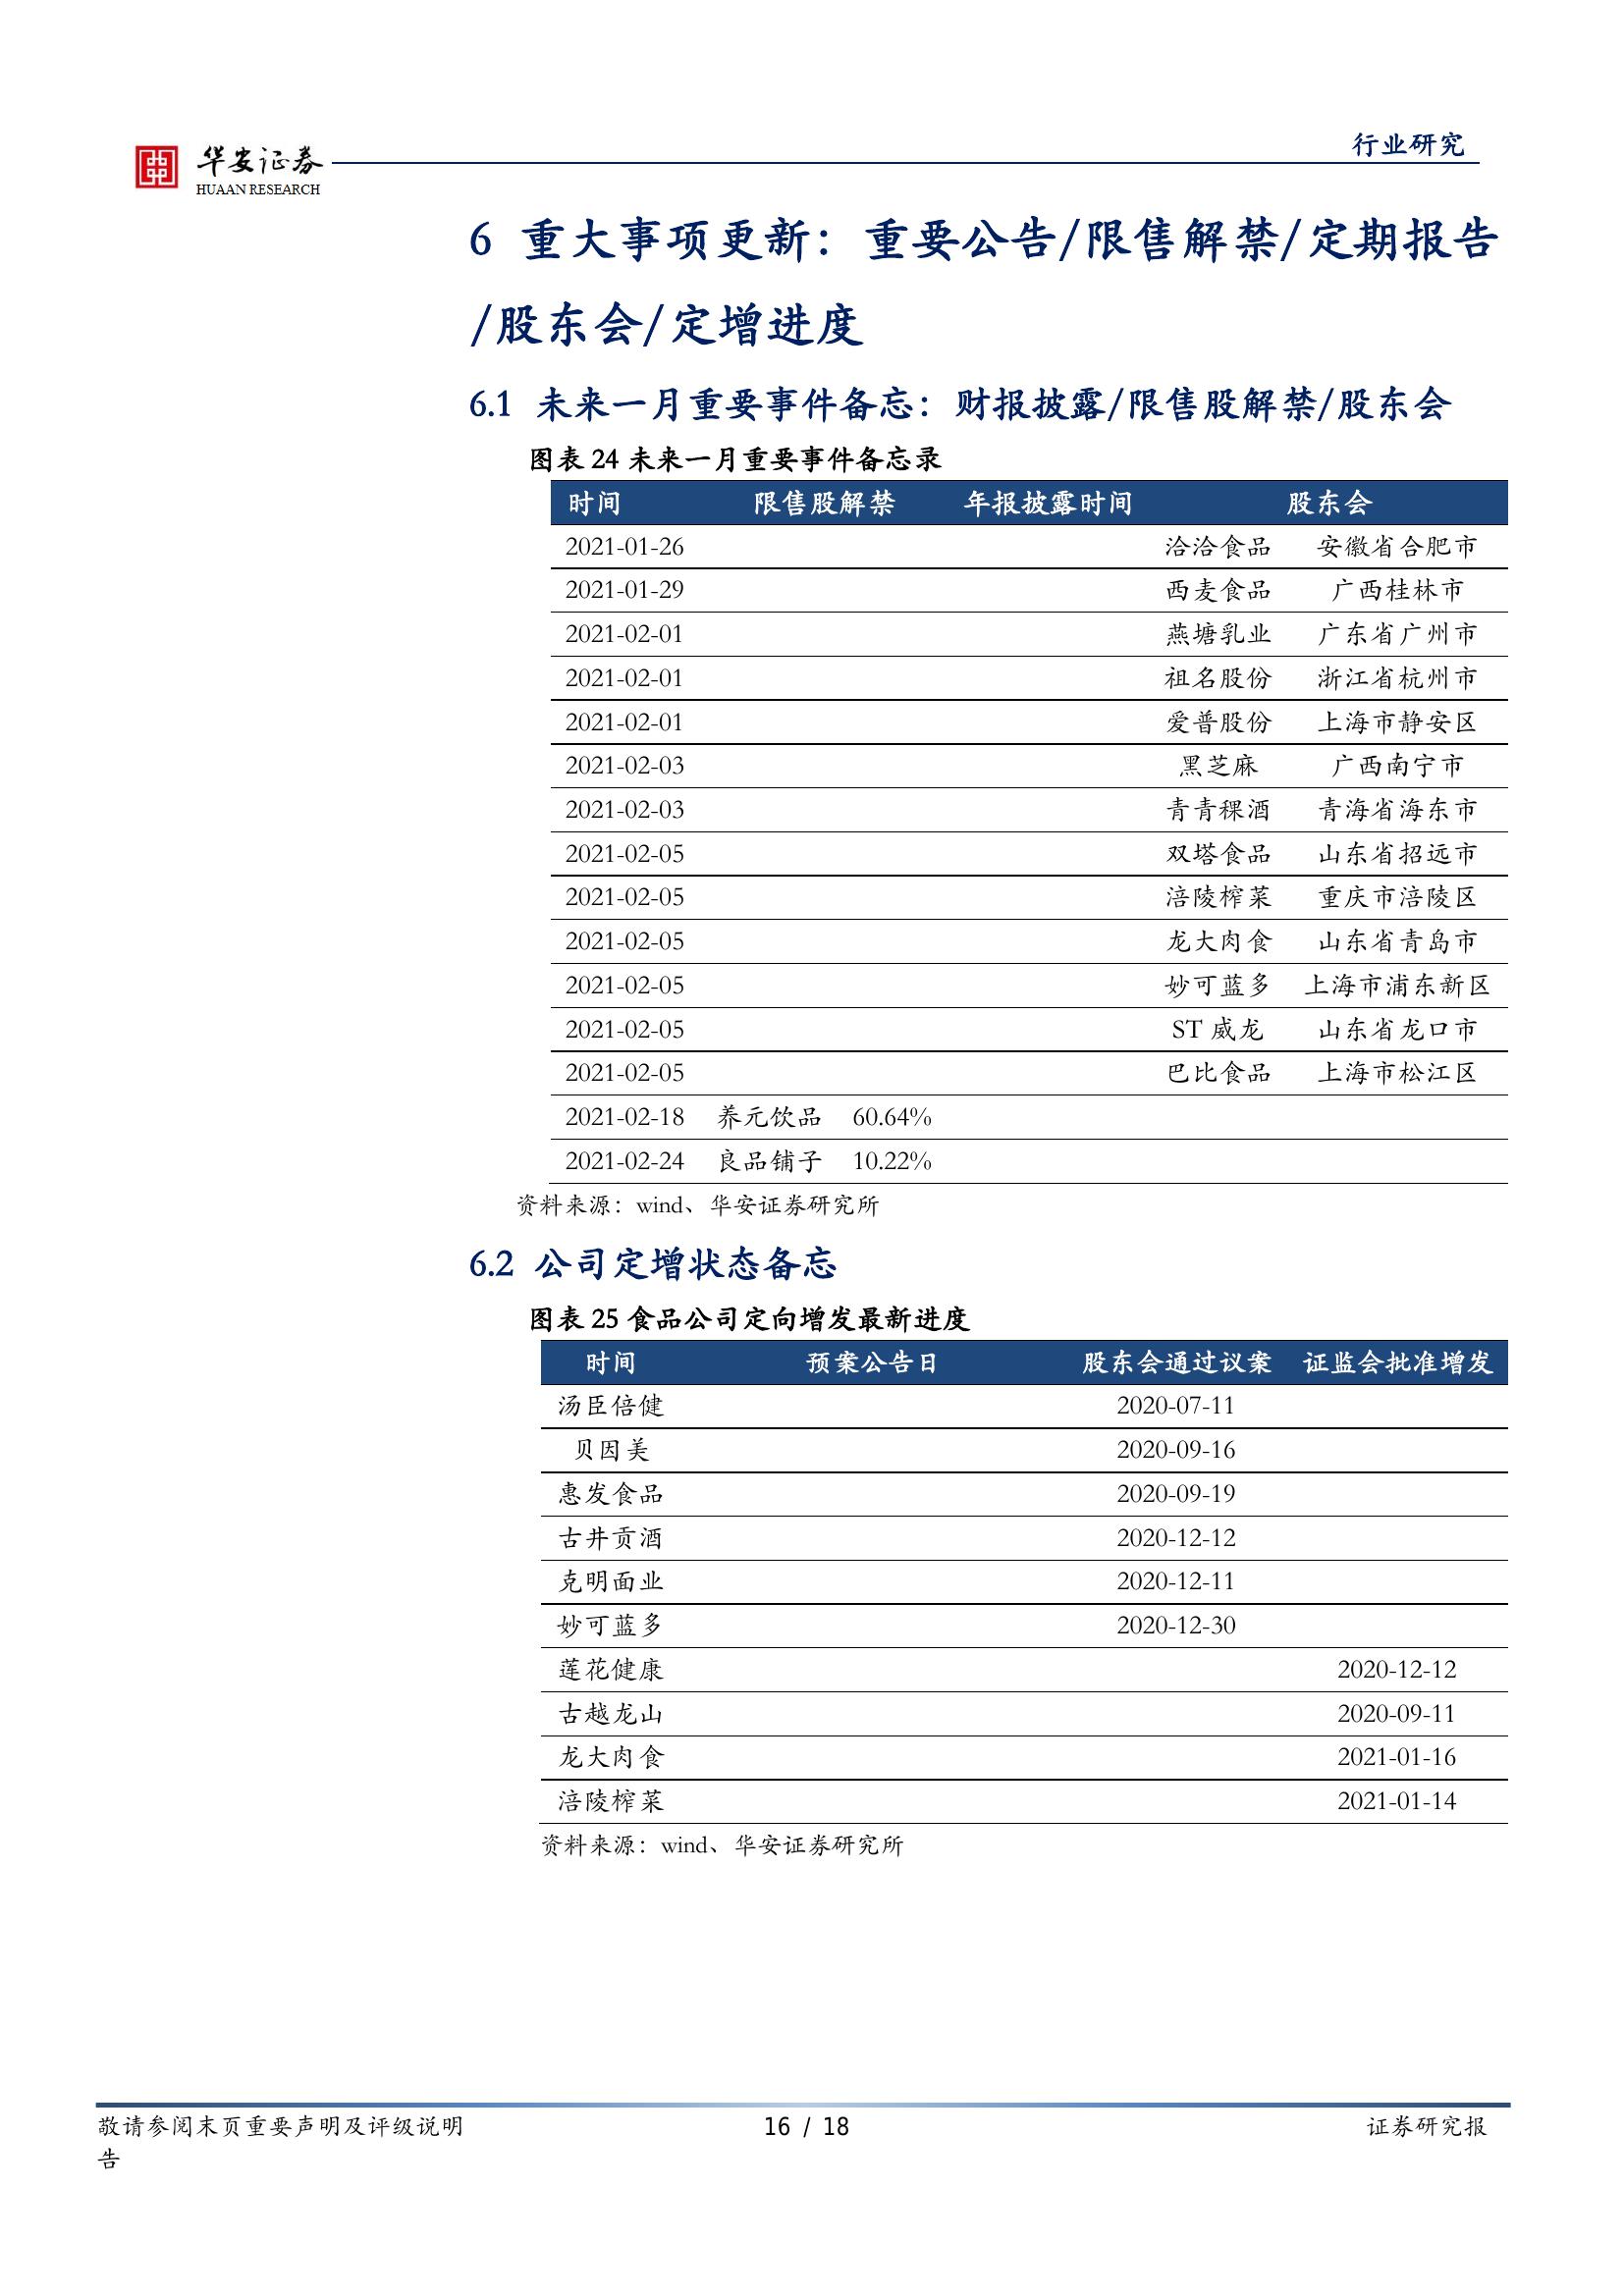 华安证券
HUAAN RESEARCH
行业研究
6 重大事项更新：重要公告/限售解禁/定期报告
/股东会/定增进度
6.1 未来一月重要事件备忘：财报披露/限售股解禁/股东会
图表 24 未来一月重要事件备忘录
时间 限售股解禁 年报披露时间 股东会
2021-01-26 洽洽食品 安徽省合肥市
2021-01-29 西麦食品 广西桂林市
2021-02-01 燕塘乳业 广东省广州市
2021-02-01 祖名股份 浙江省杭州市
2021-02-01 爱普股份 上海市静安区
2021-02-03 黑芝麻 广西南宁市
2021-02-03 青青稞酒 青海省海东市
2021-02-05 双塔食品 山东省招远市
2021-02-05 涪陵榨菜 重庆市涪陵区
2021-02-05 龙大肉食 山东省青岛市
2021-02-05 妙可蓝多 上海市浦东新区
2021-02-05 ST 威龙 山东省龙口市
2021-02-05 巴比食品 上海市松江区
2021-02-18 养元饮品 60.64%
2021-02-24 良品铺子 10.22%
资料来源：wind、华安证券研究所
6.2 公司定增状态备忘
图表 25 食品公司定向增发最新进度
时间 预案公告日 股东会通过议案 证监会批准增发
汤臣倍健 2020-07-11
贝因美 2020-09-16
惠发食品 2020-09-19
古井贡酒 2020-12-12
克明面业 2020-12-11
妙可蓝多 2020-12-30
莲花健康 2020-12-12
古越龙山 2020-09-11
龙大肉食 2021-01-16
涪陵榨菜 2021-01-14
资料来源：wind、华安证券研究所
敬请参阅末页重要声明及评级说明 16 / 18 证券研究报
告